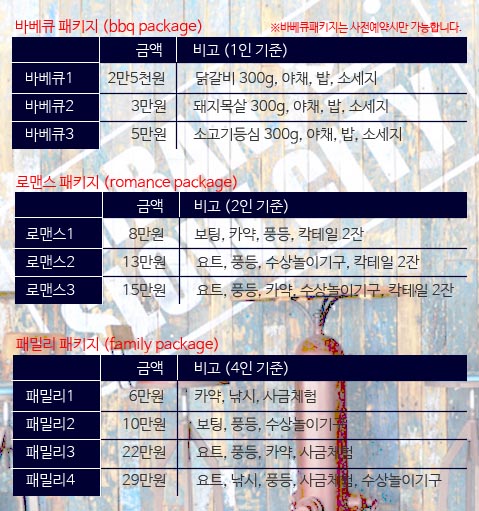 바베큐 패키지 (bbq package) ※바베큐패키지는 사전예약시만 가능합니다.
금액 비고 (1인 기준)
바베큐1 2만5천원 닭갈비 300g, 야채, 밥, 소세지
바베큐2 3만원 돼지목살 300g, 야채, 밥, 소세지
바베큐3 5만원 소고기등심 300g, 야채, 밥, 소세지
로맨스 패키지 (romance package)
금액 비고 (2인 기준)
로맨스1 8만원 보팅, 카약, 풍등, 칵테일 2잔
로맨스2 13만원 요트, 풍등, 수상놀이기구, 칵테일 2잔
로맨스3 15만원 요트, 풍등, 카약, 수상놀이기구, 칵테일 2잔
패밀리 패키지 (family package)
금액 비고 (4인 기준)
패밀리1 6만원 카약, 낚시, 사금체험
패밀리2 10만원 보팅, 풍등, 수상놀이기구
패밀리3 22만원 요트, 풍등, 카약, 사금체험
패밀리4 29만원 요트, 낚시, 풍등, 사금체험, 수상놀이기구